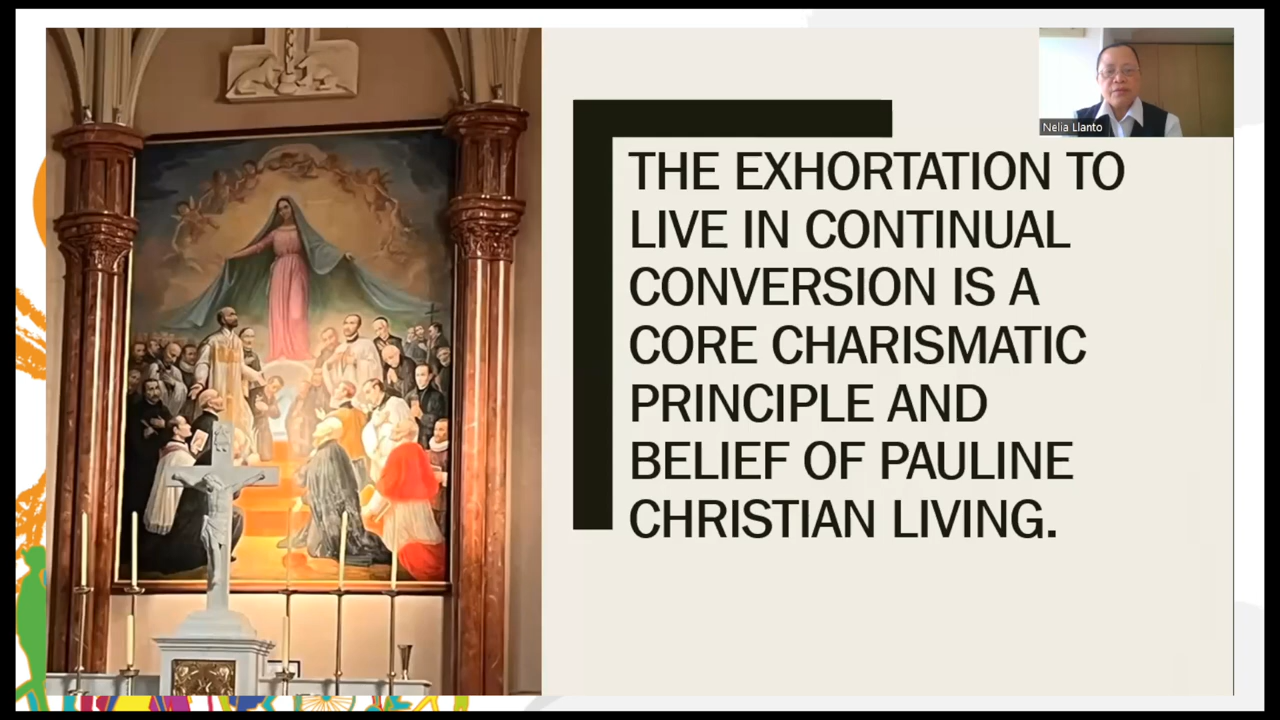 Nelia Llanto
THE EXHORTATION TO
LIVE IN CONTINUAL
CONVERSION IS A
CORE CHARISMATIC
PRINCIPLE AND
BELIEF OF PAULINE
CHRISTIAN LIVING.